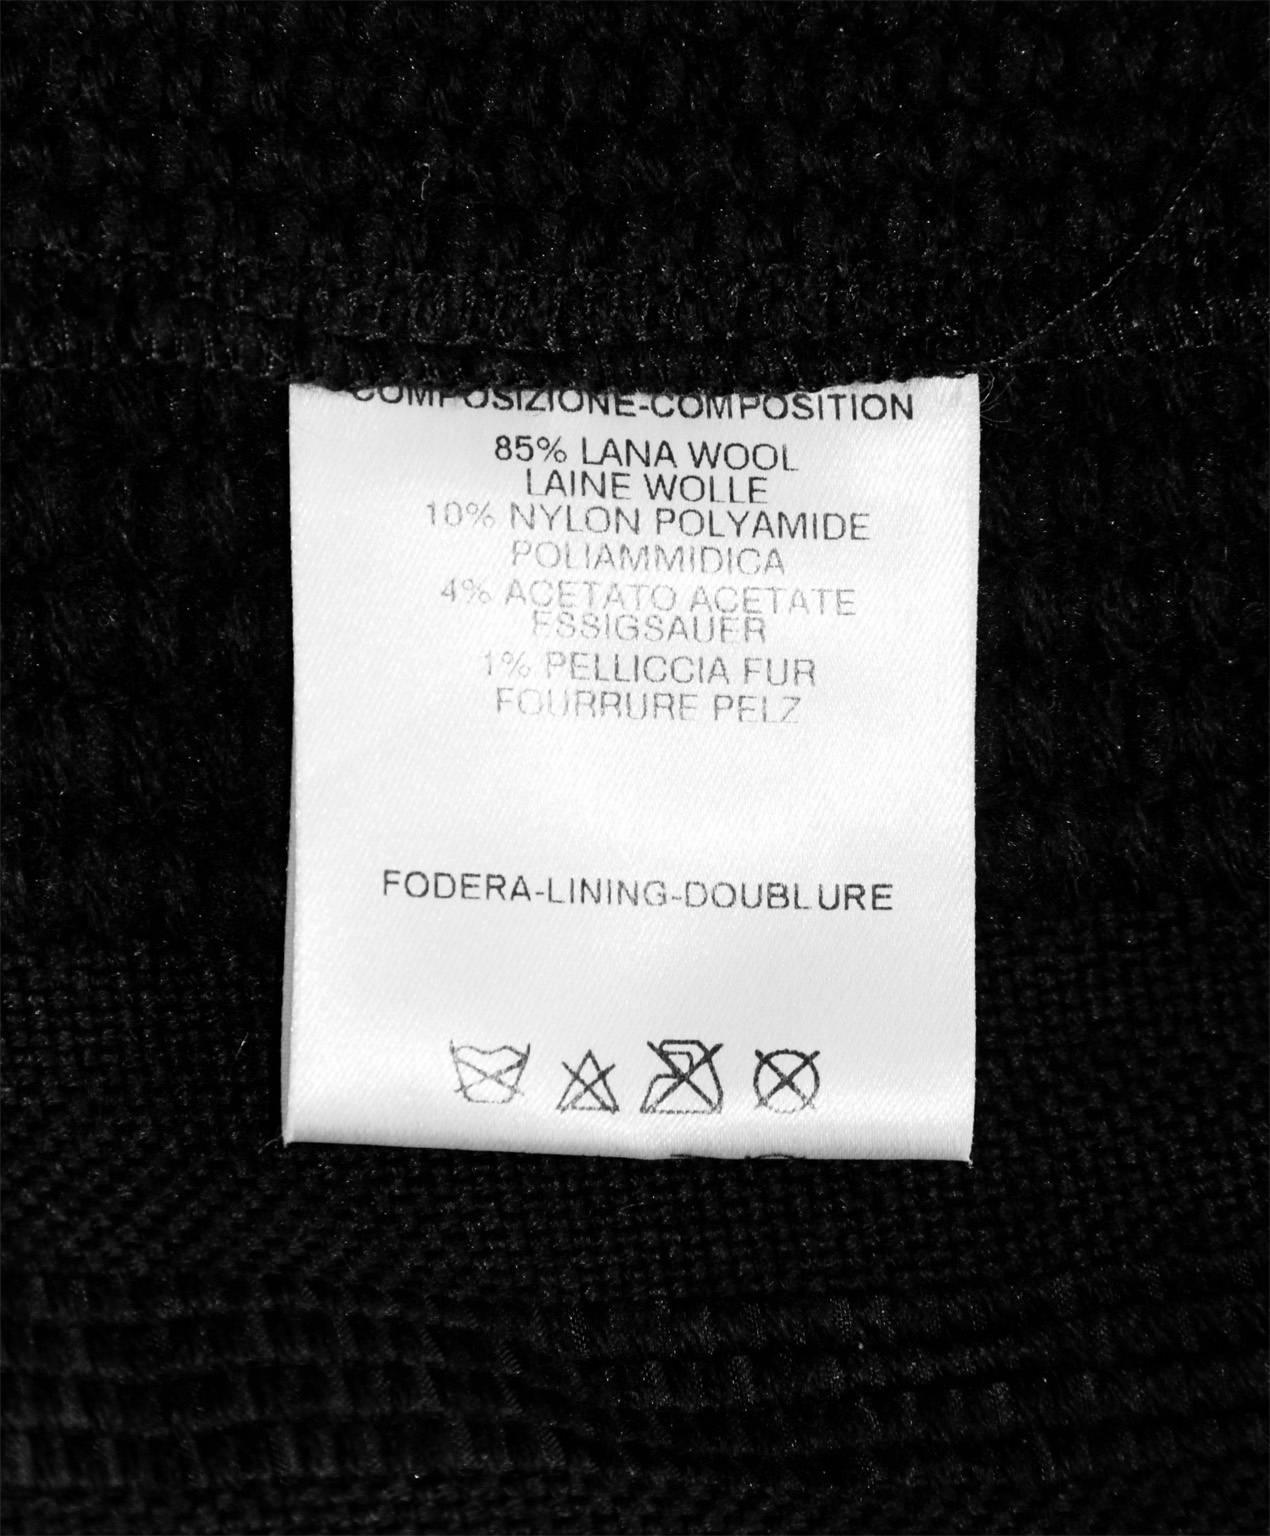 COMPOSIZIONE-COMPOSITION
85% LANA WOOL
LAINE WOLLE
10% NYLON POLYAMIDE
POLIAMMIDICA
4% ACETATO ACETATE
ESSIGSAUER
1% PELLICCIA FUR
FOURRURE PELZ
FODERA-LINING-DOUBLURE